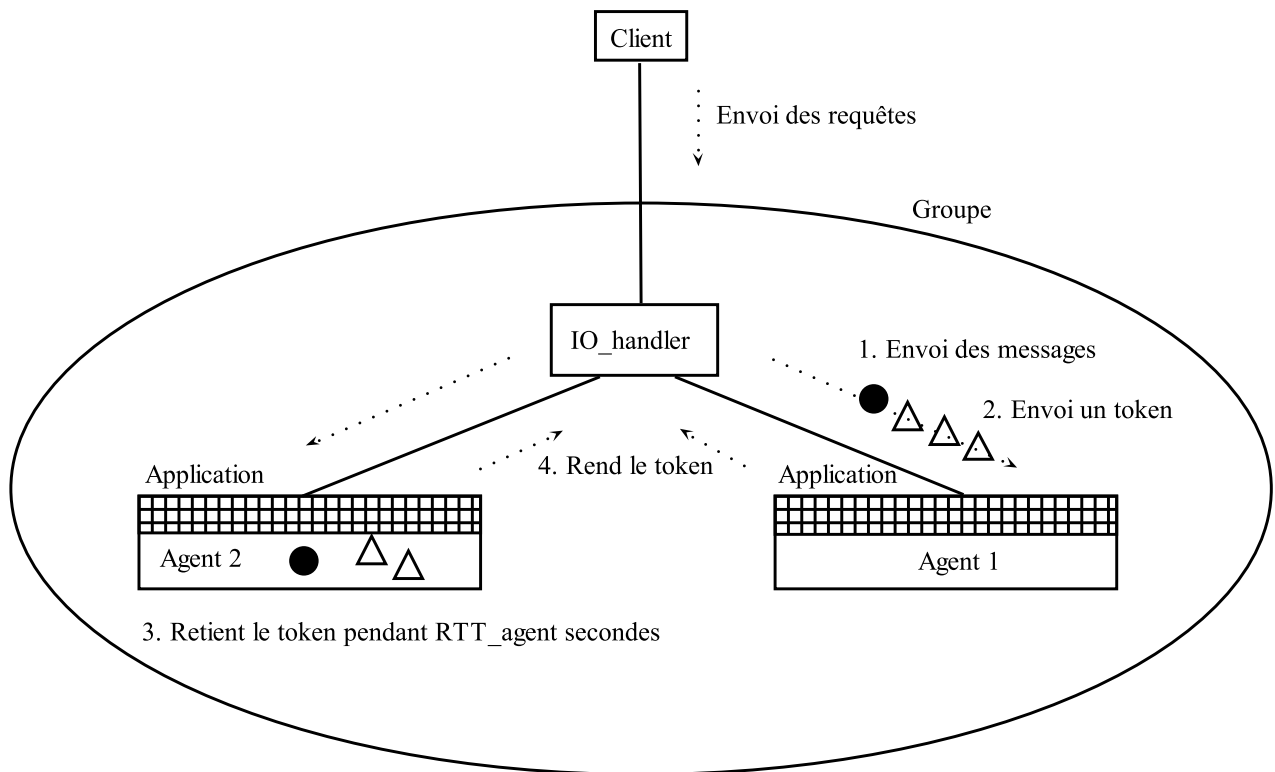 Client
Envoi des requêtes
Groupe
IO_handler
1. Envoi des messages
2. Envoi un token
4. Rend le token
Application
Application
Agent 2
Agent 1
3. Retient le token pendant RTT_agent secondes